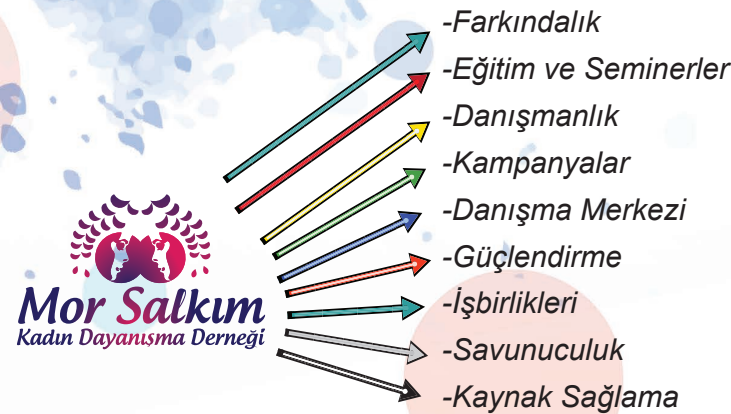 -Farkındalık
-Eğitim ve Seminerler
-Danışmanlık
-Kampanyalar
-Danışma Merkezi
-Güçlendirme
-İşbirlikleri
-Savunuculuk
-Kaynak Sağlama
Mor Salkım
Kadın Dayanışma Derneği